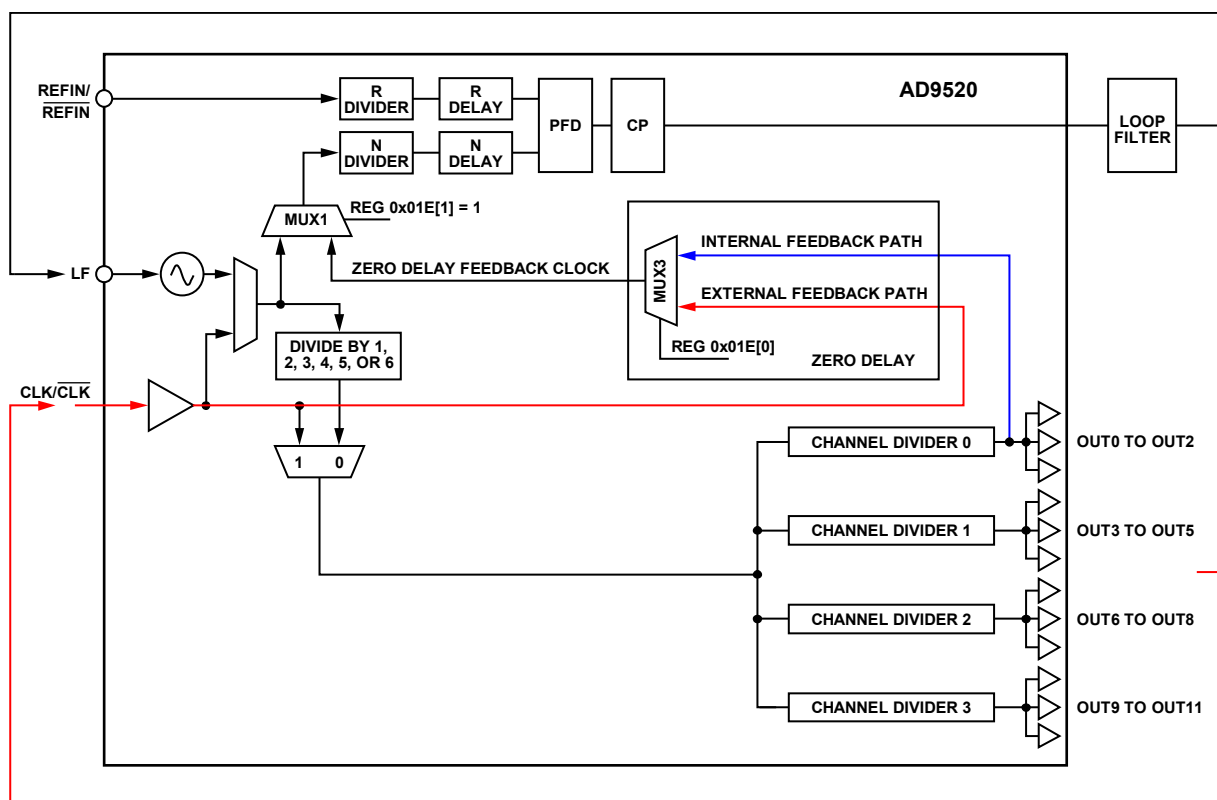 AD9520
REFIN/
REFIN
R
DIVIDER
R
DELAY
PFD
CP
LOOP
FILTER
N
DIVIDER
N
DELAY
MUX1
REG 0x01E[1] = 1
LF
ZERO DELAY FEEDBACK CLOCK
MUX3
INTERNAL FEEDBACK PATH
EXTERNAL FEEDBACK PATH
REG 0x01E[0]
ZERO DELAY
DIVIDE BY 1,
2, 3, 4, 5, OR 6
CLK/CLK
1 0
CHANNEL DIVIDER 0
OUT0 TO OUT2
CHANNEL DIVIDER 1
OUT3 TO OUT5
CHANNEL DIVIDER 2
OUT6 TO OUT8
CHANNEL DIVIDER 3
OUT9 TO OUT11